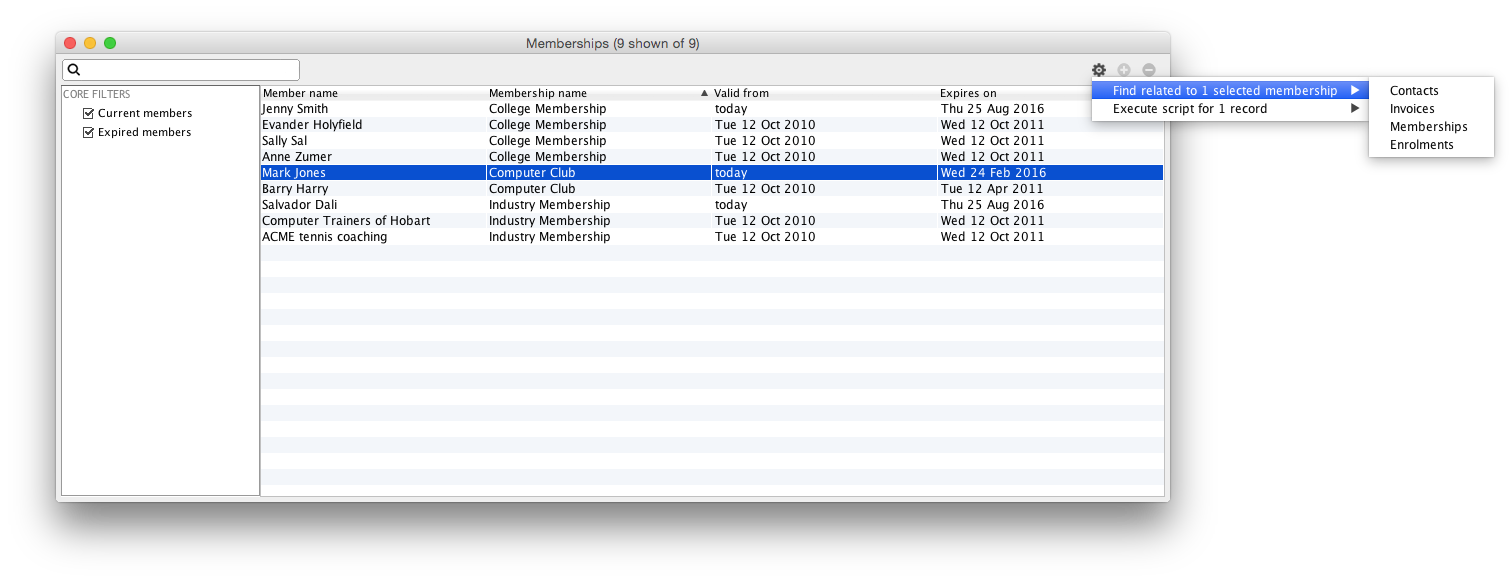 Memberships (9 shown of 9)
CORE FILTERS
Current members
Expired members
Member name Membership name Valid from Expires on
Jenny Smith College Membership today Thu 25 Aug 2016
Evander Holyfield College Membership Tue 12 Oct 2010 Wed 12 Oct 2011
Sally Sal College Membership Tue 12 Oct 2010 Wed 12 Oct 2011
Anne Zumer College Membership Tue 12 Oct 2010 Wed 12 Oct 2011
Mark Jones Computer Club today Wed 24 Feb 2016
Barry Harry Computer Club Tue 12 Oct 2010 Tue 12 Apr 2011
Salvador Dali Industry Membership today Thu 25 Aug 2016
Computer Trainers of Hobart Industry Membership Tue 12 Oct 2010 Wed 12 Oct 2011
ACME tennis coaching Industry Membership Tue 12 Oct 2010 Wed 12 Oct 2011
Find related to 1 selected membership
Execute script for 1 record
Contacts
Invoices
Memberships
Enrolments